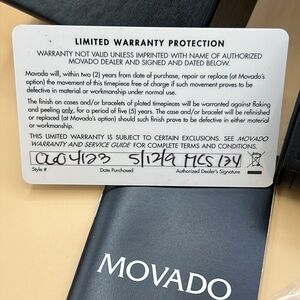 LIMITED WARRANTY PROTECTION
WARRANTY NOT VALID UNLESS IMPRINTED WITH NAME OF AUTHORIZED
MOVADO DEALER AND SIGNED AND DATED BELOW.
Movado will, within two (2) years from date of purchase, repair or replace (at Movado's
option) the movement of this timepiece free of charge if such movement proves to be
defective in material or workmanship under normal use.
The finish on cases and/or bracelets of plated timepieces will be warranted against flaking
and peeling only, for a period of five (5) years. The case and/or bracelet will be refinished
or replaced (at Movado's option) should such finish prove to be defective in either material
or workmanship.
THIS LIMITED WARRANTY IS SUBJECT TO CERTAIN EXCLUSIONS. SEE MOVADO
WARRANTY AND SERVICE GUIDE FOR COMPLETE TERMS AND CONDITIONS.
5/12/9 MCS 134
Style # Date Purchased Authorized Dealer's Signature
MOVADO